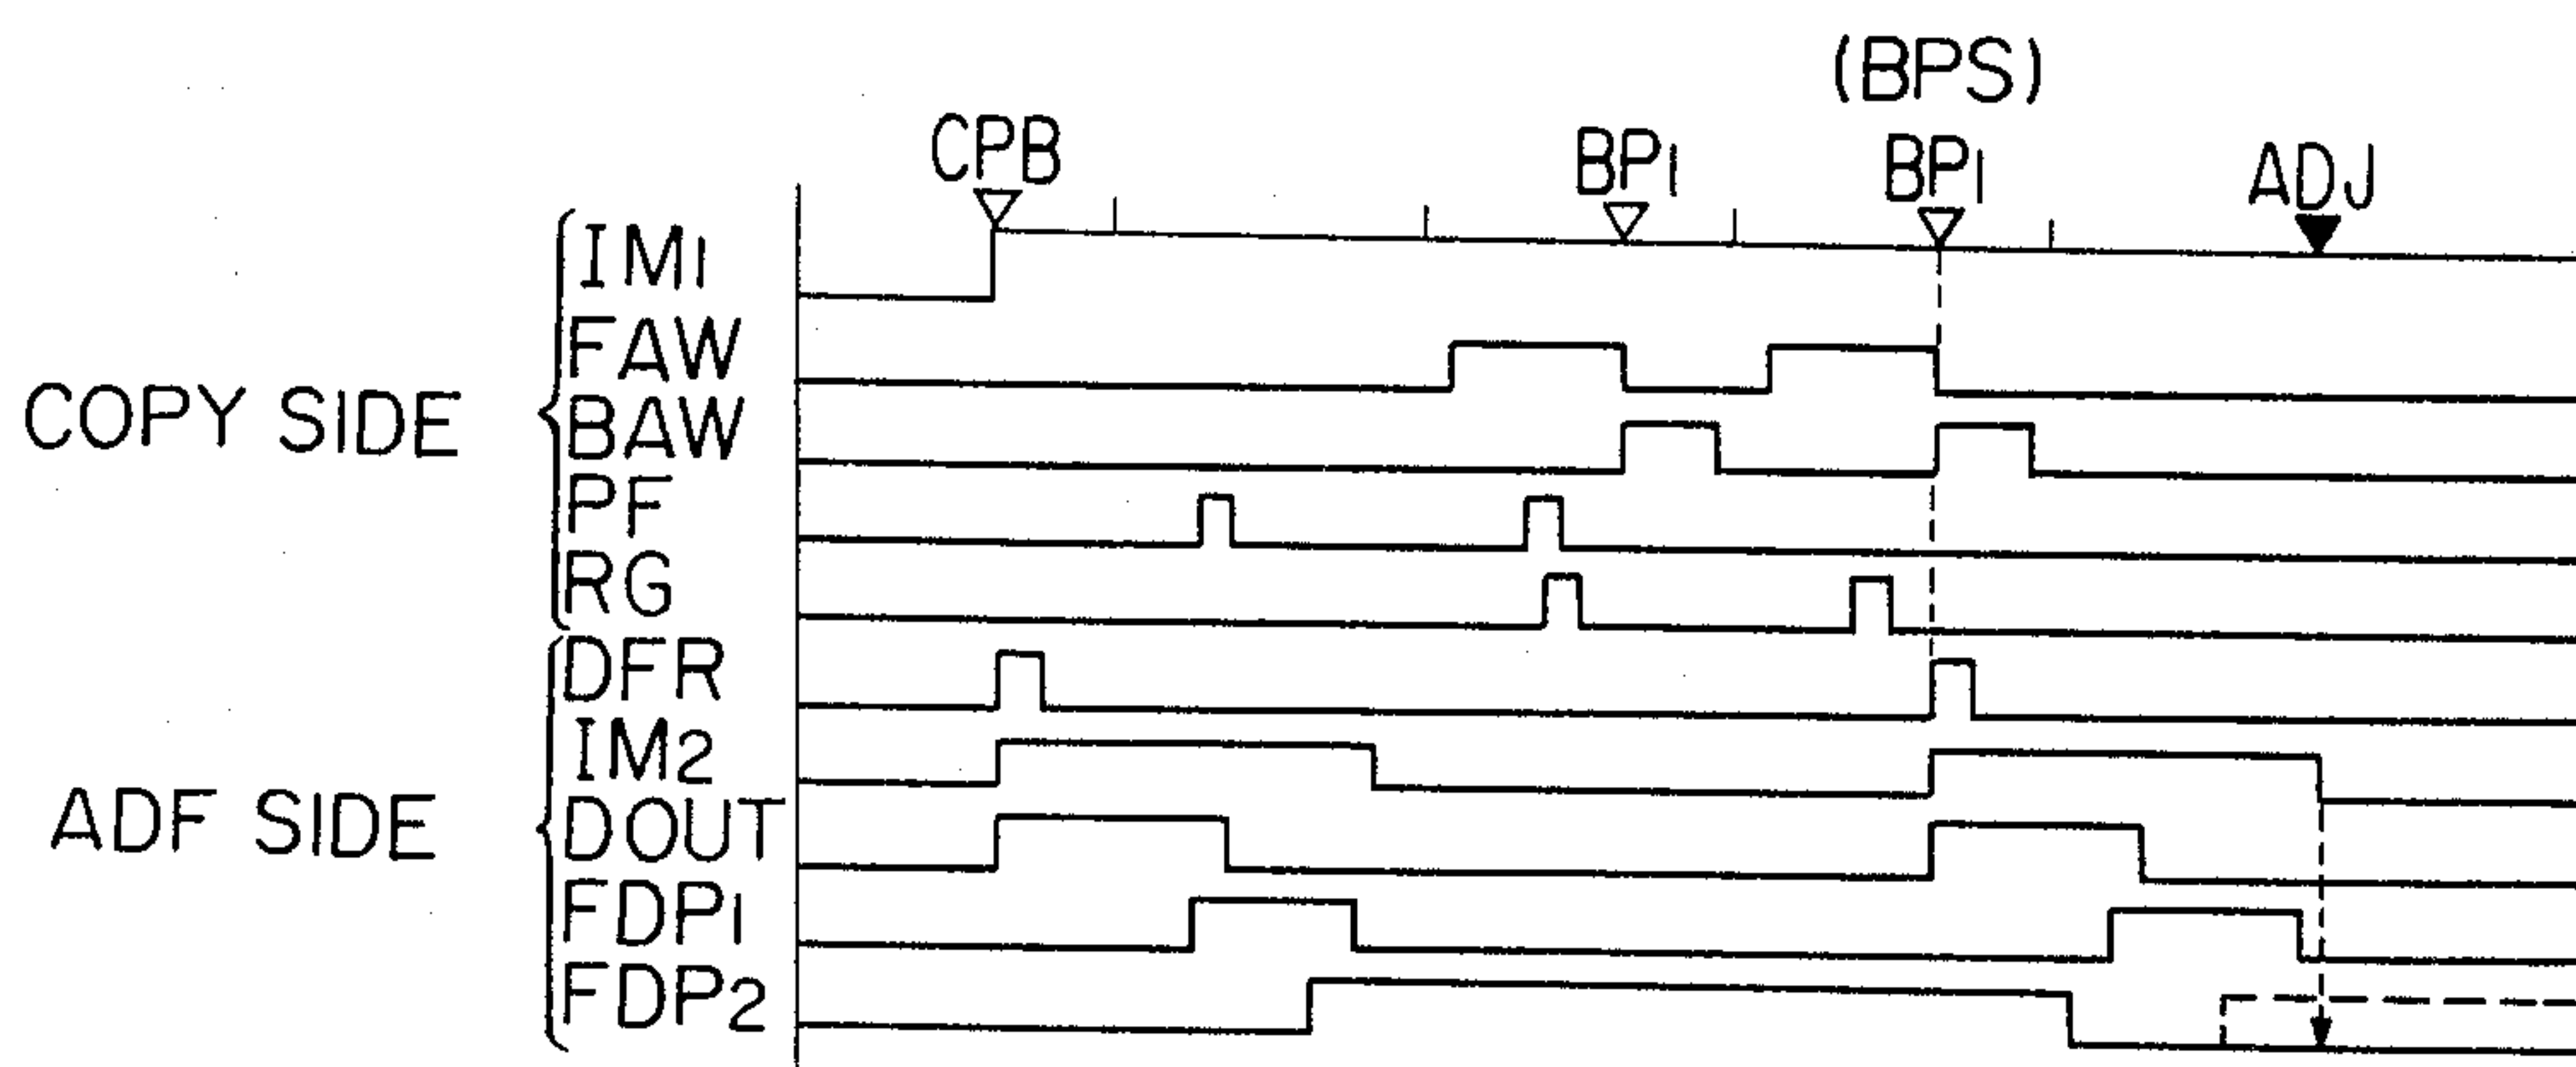 (BPS)
CPB BP1 BP1 ADJ
COPY SIDE
IM1
FAW
BAW
PF
RG
ADF SIDE
DFR
IM2
DOUT
FDP1
FDP2